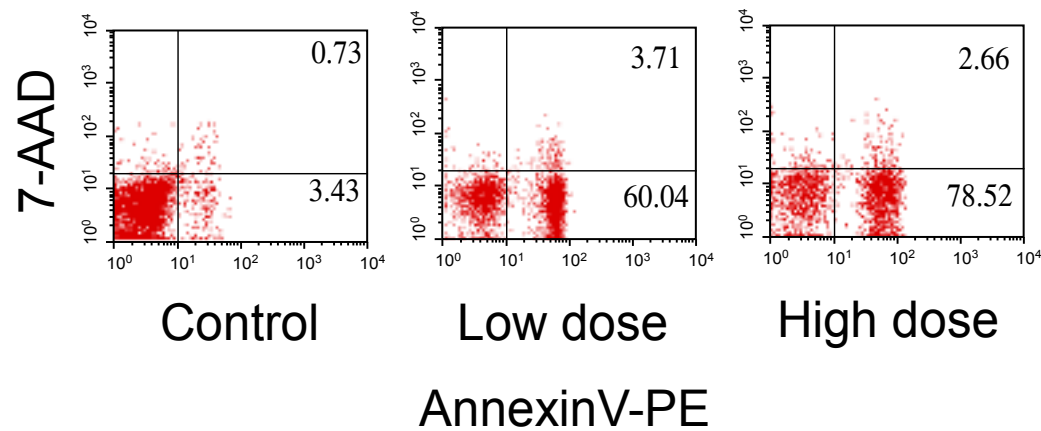 7-AAD
10⁴
10³
10²
10¹
10⁰
0.73
3.43
10⁰ 10¹ 10² 10³ 10⁴
Control
10⁴
10³
10²
10¹
10⁰
3.71
60.04
10⁰ 10¹ 10² 10³ 10⁴
Low dose
10⁴
10³
10²
10¹
10⁰
2.66
78.52
10⁰ 10¹ 10² 10³ 10⁴
High dose
AnnexinV-PE